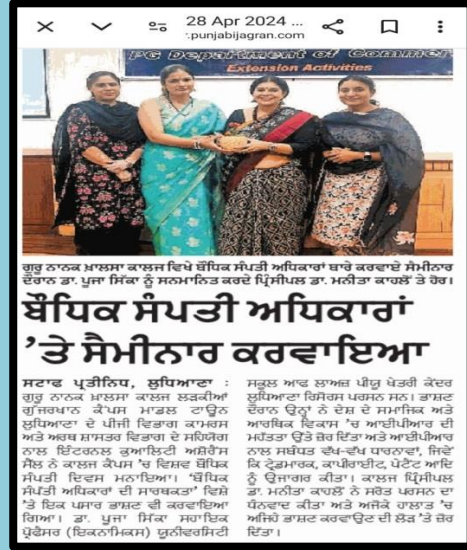 28 Apr 2024 ...
.punjabijagran.com
PG Department of Commer
Extension Activities
ਗੁਰੂ ਨਾਨਕ ਖ਼ਾਲਸਾ ਕਾਲਜ ਵਿਖੇ ਬੌਧਿਕ ਸੰਪਤੀ ਅਧਿਕਾਰਾਂ ਬਾਰੇ ਕਰਵਾਏ ਸੈਮੀਨਾਰ
ਦੌਰਾਨ ਡਾ. ਪੂਜਾ ਸਿੱਕਾ ਨੂੰ ਸਨਮਾਨਿਤ ਕਰਦੇ ਪ੍ਰਿੰਸੀਪਲ ਡਾ. ਮਨੀਤਾ ਕਾਹਲੋਂ ਤੇ ਹੋਰ।
ਬੌਧਿਕ ਸੰਪਤੀ ਅਧਿਕਾਰਾਂ
’ਤੇ ਸੈਮੀਨਾਰ ਕਰਵਾਇਆ
ਸਟਾਫ ਪ੍ਰਤੀਨਿਧ, ਲੁਧਿਆਣਾ :
ਗੁਰੂ ਨਾਨਕ ਖ਼ਾਲਸਾ ਕਾਲਜ ਲੜਕੀਆਂ
ਗੁੱਜਰਖਾਨ ਕੈਂਪਸ ਮਾਡਲ ਟਾਊਨ
ਲੁਧਿਆਣਾ ਦੇ ਪੀਜੀ ਵਿਭਾਗ ਕਾਮਰਸ
ਅਤੇ ਅਰਥ ਸ਼ਾਸਤਰ ਵਿਭਾਗ ਦੇ ਸਹਿਯੋਗ
ਨਾਲ ਇੰਟਰਨਲ ਕੁਆਲਿਟੀ ਅਸ਼ੋਰੈਂਸ
ਸੈੱਲ ਨੇ ਕਾਲਜ ਕੈਂਪਸ ’ਚ ਵਿਸ਼ਵ ਬੌਧਿਕ
ਸੰਪਤੀ ਦਿਵਸ ਮਨਾਇਆ। ‘ਬੌਧਿਕ
ਸੰਪਤੀ ਅਧਿਕਾਰਾਂ ਦੀ ਸਾਰਥਕਤਾ’ ਵਿਸ਼ੇ
’ਤੇ ਇਕ ਪਸਾਰ ਭਾਸ਼ਣ ਵੀ ਕਰਵਾਇਆ
ਗਿਆ। ਡਾ. ਪੂਜਾ ਸਿੱਕਾ ਸਹਾਇਕ
ਪ੍ਰੋਫੈਸਰ (ਇਕਨਾਮਿਕਸ) ਯੂਨੀਵਰਸਿਟੀ
ਸਕੂਲ ਆਫ ਲਾਅਜ਼ ਪੀਯੂ ਖੇਤਰੀ ਕੇਂਦਰ
ਲੁਧਿਆਣਾ ਰਿਸੋਰਸ ਪਰਸਨ ਸਨ। ਭਾਸ਼ਣ
ਦੌਰਾਨ ਉਨ੍ਹਾਂ ਨੇ ਦੇਸ਼ ਦੇ ਸਮਾਜਿਕ ਅਤੇ
ਆਰਥਿਕ ਵਿਕਾਸ ’ਚ ਆਈਪੀਆਰ ਦੀ
ਮਹੱਤਤਾ ਉੱਤੇ ਜ਼ੋਰ ਦਿੱਤਾ ਅਤੇ ਆਈਪੀਆਰ
ਨਾਲ ਸਬੰਧਤ ਵੱਖ-ਵੱਖ ਧਾਰਨਾਵਾਂ, ਜਿਵੇਂ
ਕਿ ਟ੍ਰੇਡਮਾਰਕ, ਕਾਪੀਰਾਈਟ, ਪੇਟੈਂਟ ਆਦਿ
ਨੂੰ ਉਜਾਗਰ ਕੀਤਾ। ਕਾਲਜ ਪ੍ਰਿੰਸੀਪਲ
ਡਾ. ਮਨੀਤਾ ਕਾਹਲੋਂ ਨੇ ਸਰੋਤ ਪਰਸਨ ਦਾ
ਧੰਨਵਾਦ ਕੀਤਾ ਅਤੇ ਅਜੋਕੇ ਹਾਲਾਤ ’ਚ
ਅਜਿਹੇ ਭਾਸ਼ਣ ਕਰਵਾਉਣ ਦੀ ਲੋੜ ’ਤੇ ਜ਼ੋਰ
ਦਿੱਤਾ।